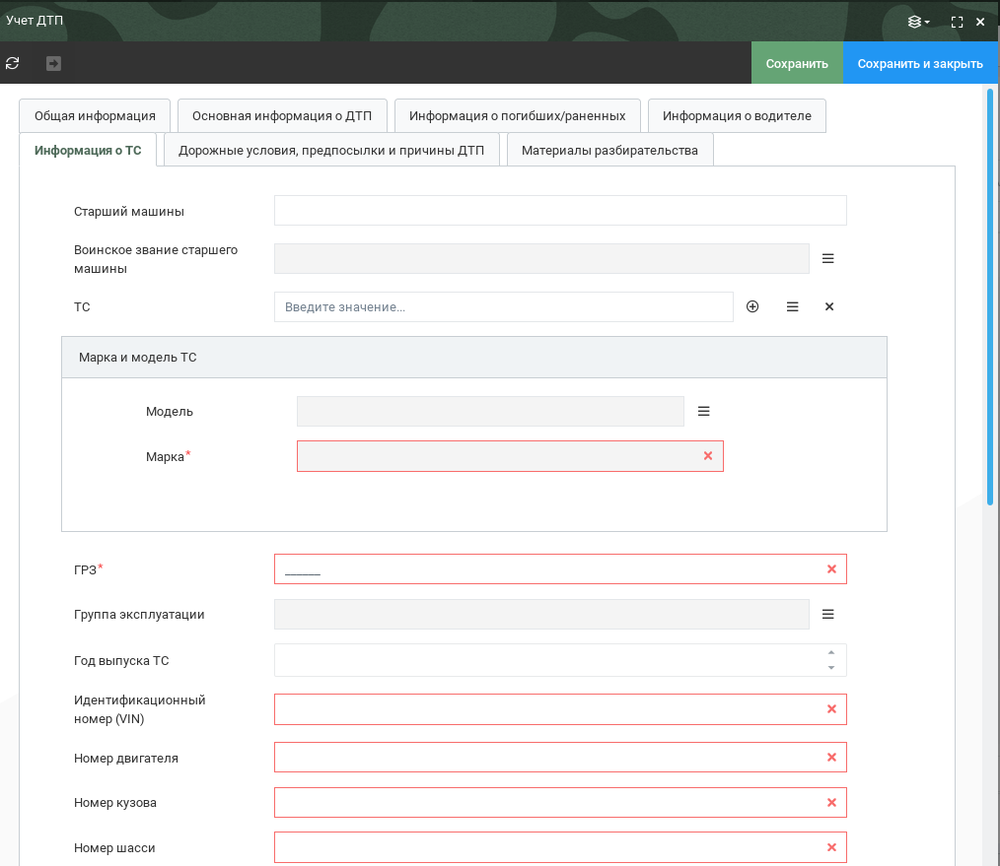 Учет ДТП
Сохранить
Сохранить и закрыть
Общая информация
Основная информация о ДТП
Информация о погибших/раненных
Информация о водителе
Информация о ТС
Дорожные условия, предпосылки и причины ДТП
Материалы разбирательства
Старший машины
Воинское звание старшего
машины
ТС
Введите значение...
Марка и модель ТС
Модель
Марка*
ГРЗ*
______
Группа эксплуатации
Год выпуска ТС
Идентификационный
номер (VIN)
Номер двигателя
Номер кузова
Номер шасси